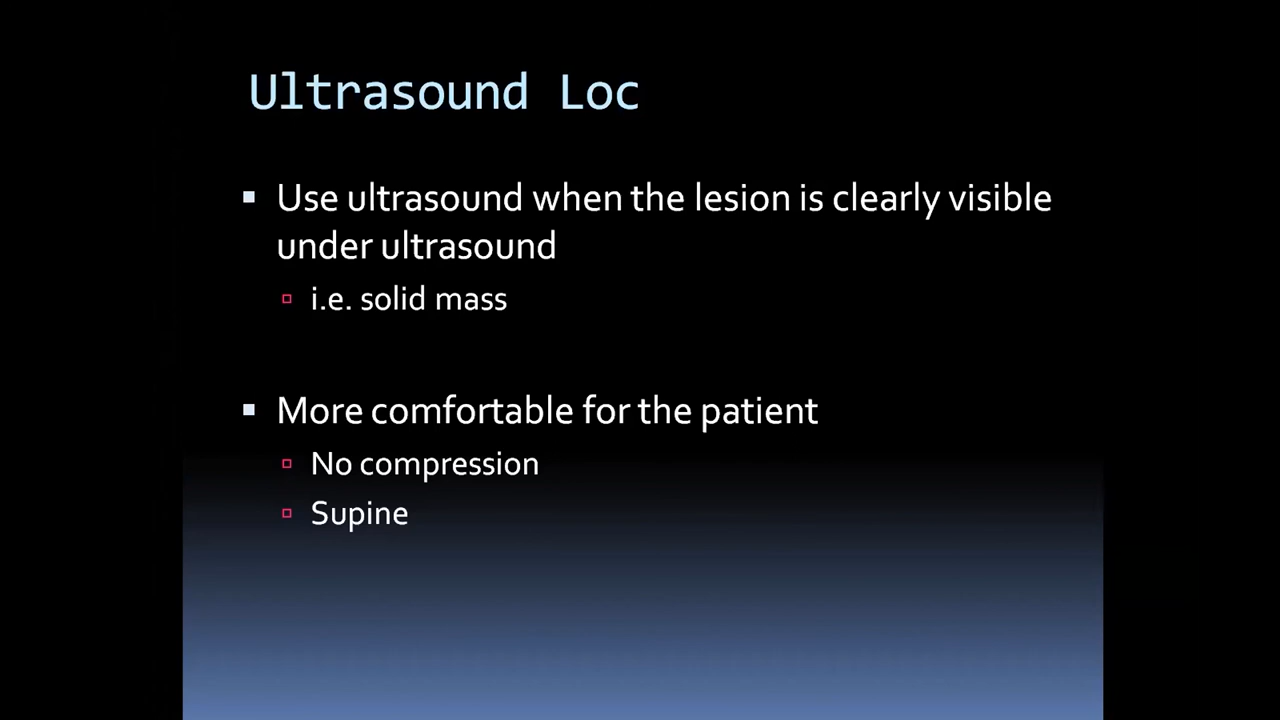 Ultrasound Loc
Use ultrasound when the lesion is clearly visible
under ultrasound
i.e. solid mass
More comfortable for the patient
No compression
Supine